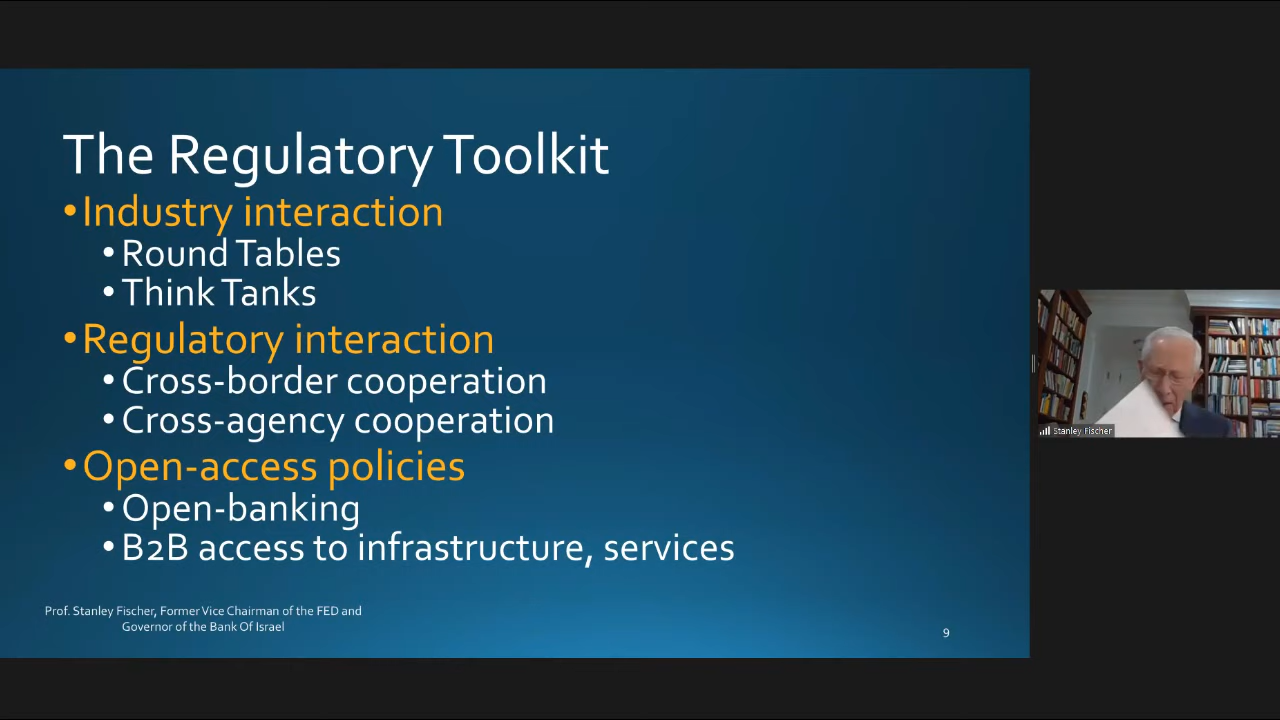 The Regulatory Toolkit
•Industry interaction
•Round Tables
•Think Tanks
•Regulatory interaction
•Cross-border cooperation
•Cross-agency cooperation
•Open-access policies
•Open-banking
•B2B access to infrastructure, services
Prof. Stanley Fischer, Former Vice Chairman of the FED and
Governor of the Bank Of Israel
9
Stanley Fischer